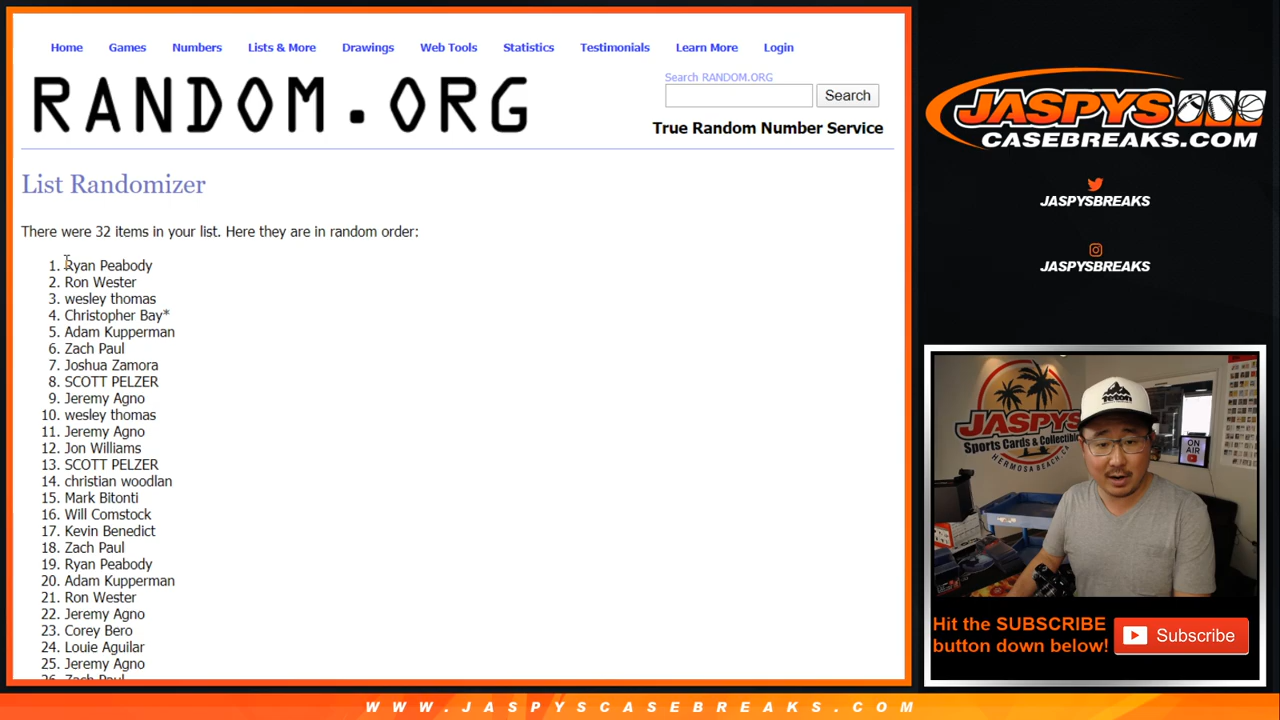 Home Games Numbers Lists & More Drawings Web Tools Statistics Testimonials Learn More Login
RANDOM.ORG
Search RANDOM.ORG
Search
True Random Number Service
List Randomizer
There were 32 items in your list. Here they are in random order:
1. Ryan Peabody
2. Ron Wester
3. wesley thomas
4. Christopher Bay*
5. Adam Kupperman
6. Zach Paul
7. Joshua Zamora
8. SCOTT PELZER
9. Jeremy Agno
10. wesley thomas
11. Jeremy Agno
12. Jon Williams
13. SCOTT PELZER
14. christian woodlan
15. Mark Bitonti
16. Will Comstock
17. Kevin Benedict
18. Zach Paul
19. Ryan Peabody
20. Adam Kupperman
21. Ron Wester
22. Jeremy Agno
23. Corey Bero
24. Louie Aguilar
25. Jeremy Agno
26. Zach Paul
JASPYS
CASEBREAKS.COM
JASPYSBREAKS
JASPYSBREAKS
JASPYS
Sports Cards & Collectible
HERMOSA BEACH, CA
Teton
ON
AIR
Hit the SUBSCRIBE
button down below!
Subscribe
WWW.JASPYSCASEBREAKS.COM